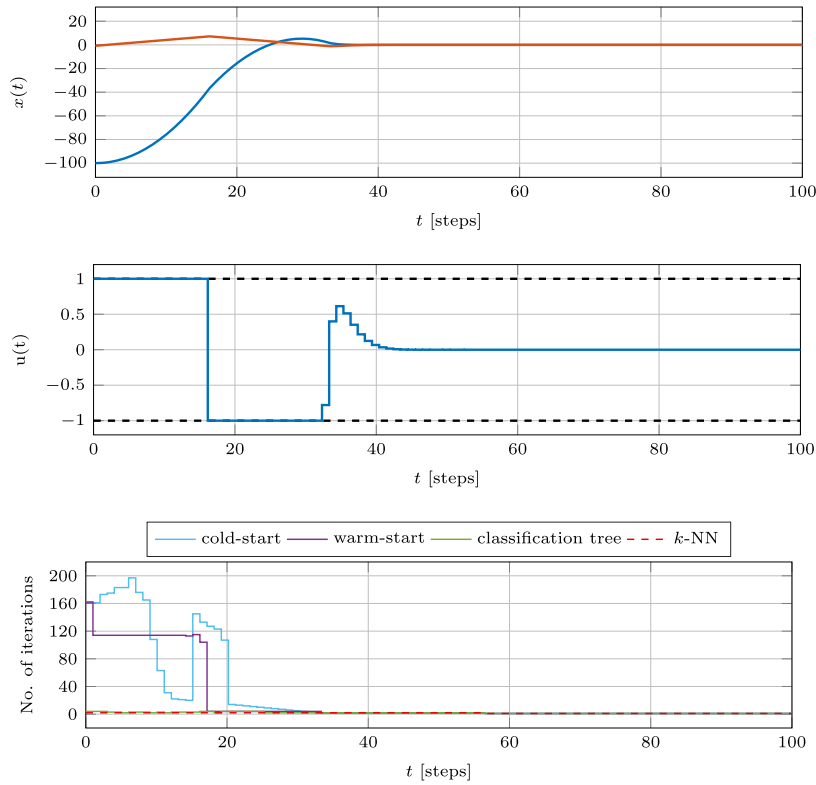 20
0
−20
−40
−60
−80
−100
x(t)
0 20 40 60 80 100
t [steps]
1
0.5
0
−0.5
−1
u(t)
0 20 40 60 80 100
t [steps]
cold-start warm-start classification tree k-NN
200
160
120
80
40
0
No. of iterations
0 20 40 60 80 100
t [steps]